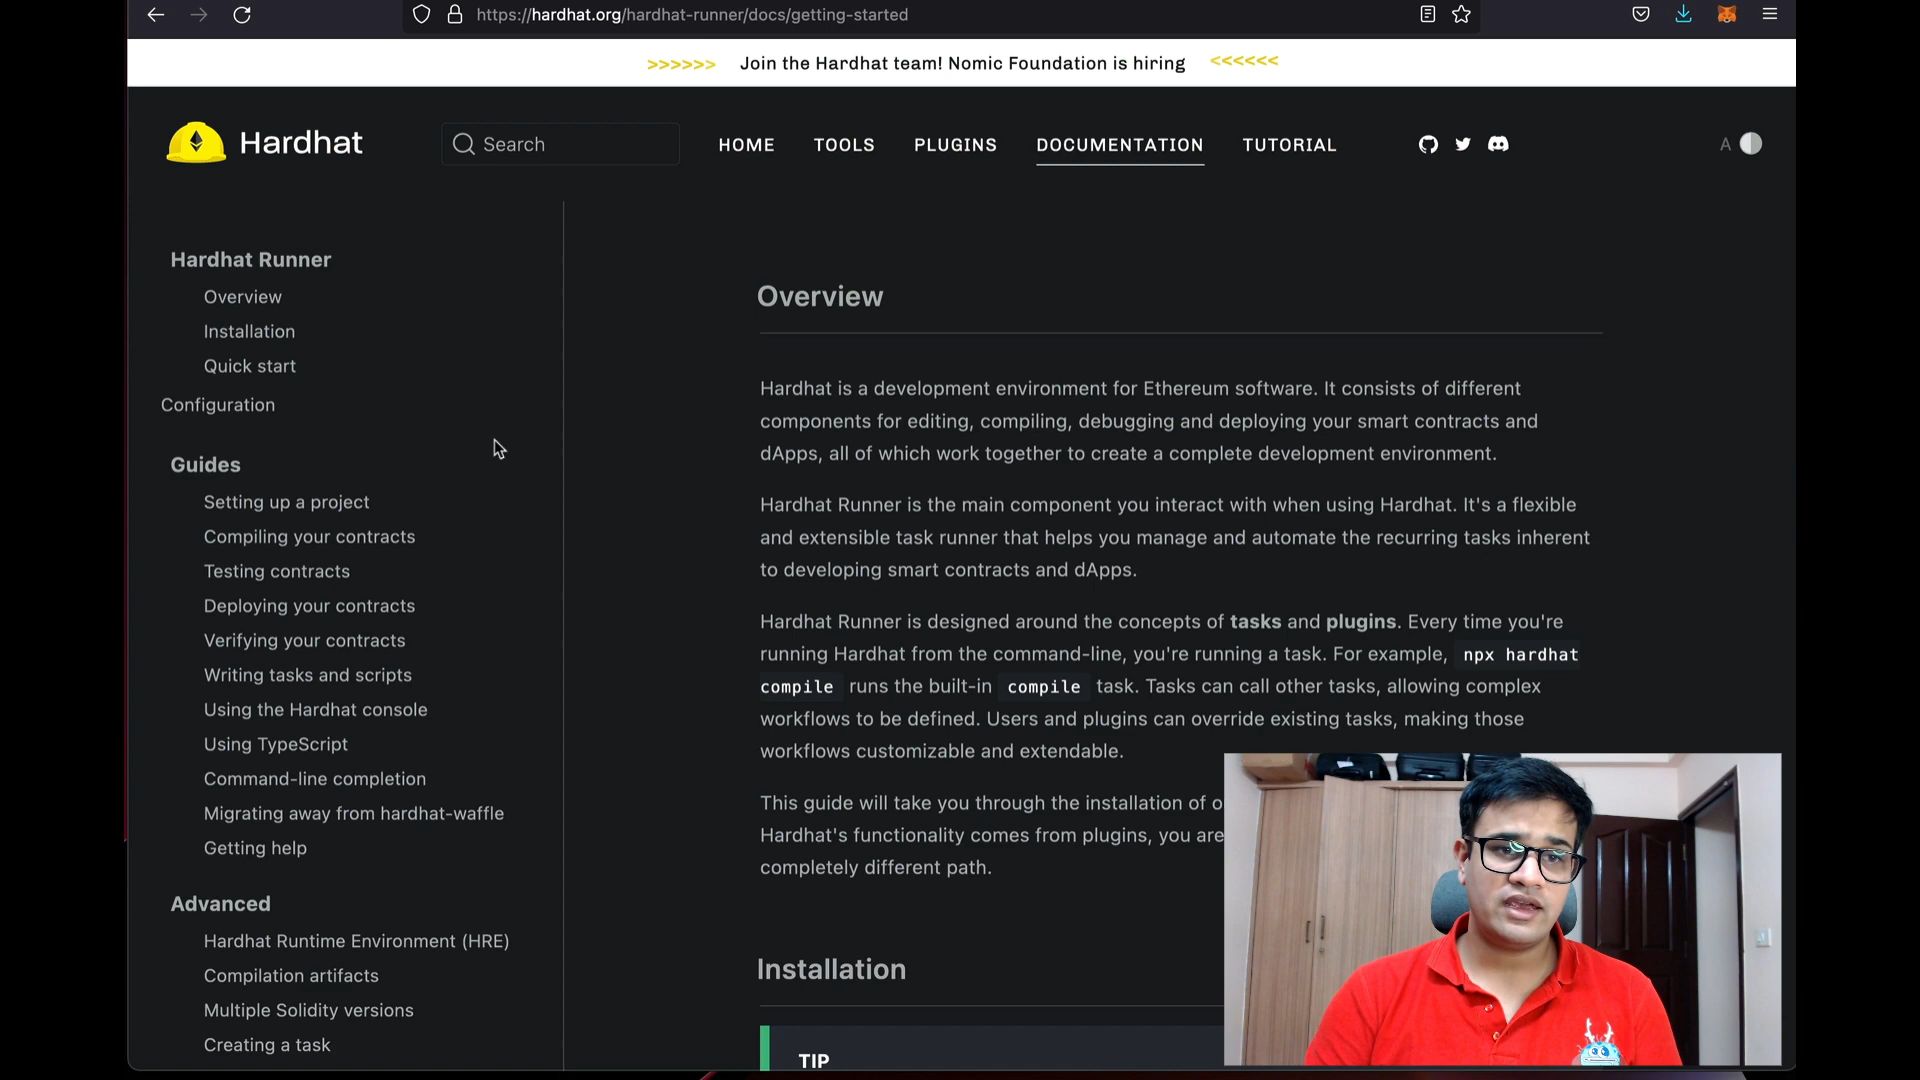 https://hardhat.org/hardhat-runner/docs/getting-started
>>>>>> Join the Hardhat team! Nomic Foundation is hiring <<<<<<
Hardhat
Search
HOME
TOOLS
PLUGINS
DOCUMENTATION
TUTORIAL
A
Hardhat Runner
Overview
Installation
Quick start
Configuration
Guides
Setting up a project
Compiling your contracts
Testing contracts
Deploying your contracts
Verifying your contracts
Writing tasks and scripts
Using the Hardhat console
Using TypeScript
Command-line completion
Migrating away from hardhat-waffle
Getting help
Advanced
Hardhat Runtime Environment (HRE)
Compilation artifacts
Multiple Solidity versions
Creating a task
Overview
Hardhat is a development environment for Ethereum software. It consists of different
components for editing, compiling, debugging and deploying your smart contracts and
dApps, all of which work together to create a complete development environment.
Hardhat Runner is the main component you interact with when using Hardhat. It's a flexible
and extensible task runner that helps you manage and automate the recurring tasks inherent
to developing smart contracts and dApps.
Hardhat Runner is designed around the concepts of tasks and plugins. Every time you're
running Hardhat from the command-line, you're running a task. For example, npx hardhat
compile runs the built-in compile task. Tasks can call other tasks, allowing complex
workflows to be defined. Users and plugins can override existing tasks, making those
workflows customizable and extendable.
This guide will take you through the installation of o
Hardhat's functionality comes from plugins, you are
completely different path.
Installation
TIP